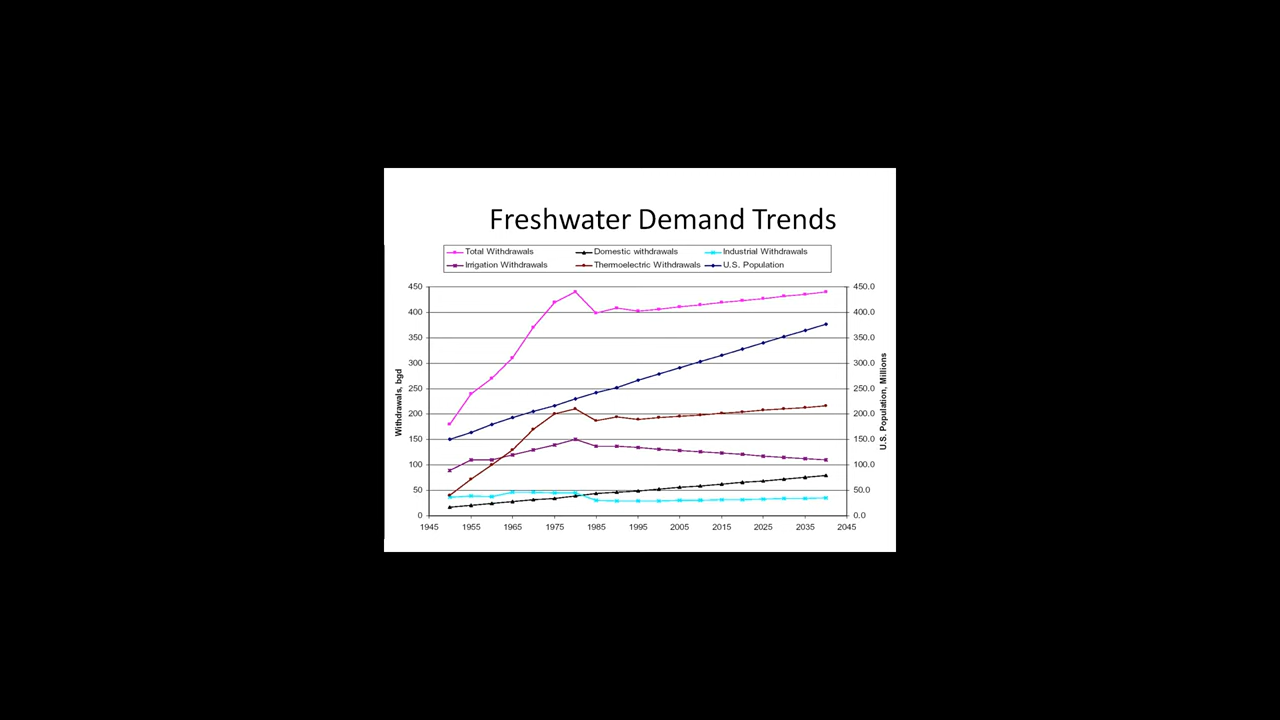 Freshwater Demand Trends
Total Withdrawals Domestic withdrawals Industrial Withdrawals
Irrigation Withdrawals Thermoelectric Withdrawals U.S. Population
450 450.0
400 400.0
350 350.0
300 300.0
250 250.0
200 200.0
150 150.0
100 100.0
50 50.0
0 0.0
Withdrawals, bgd
U.S. Population, Millions
1945 1955 1965 1975 1985 1995 2005 2015 2025 2035 2045